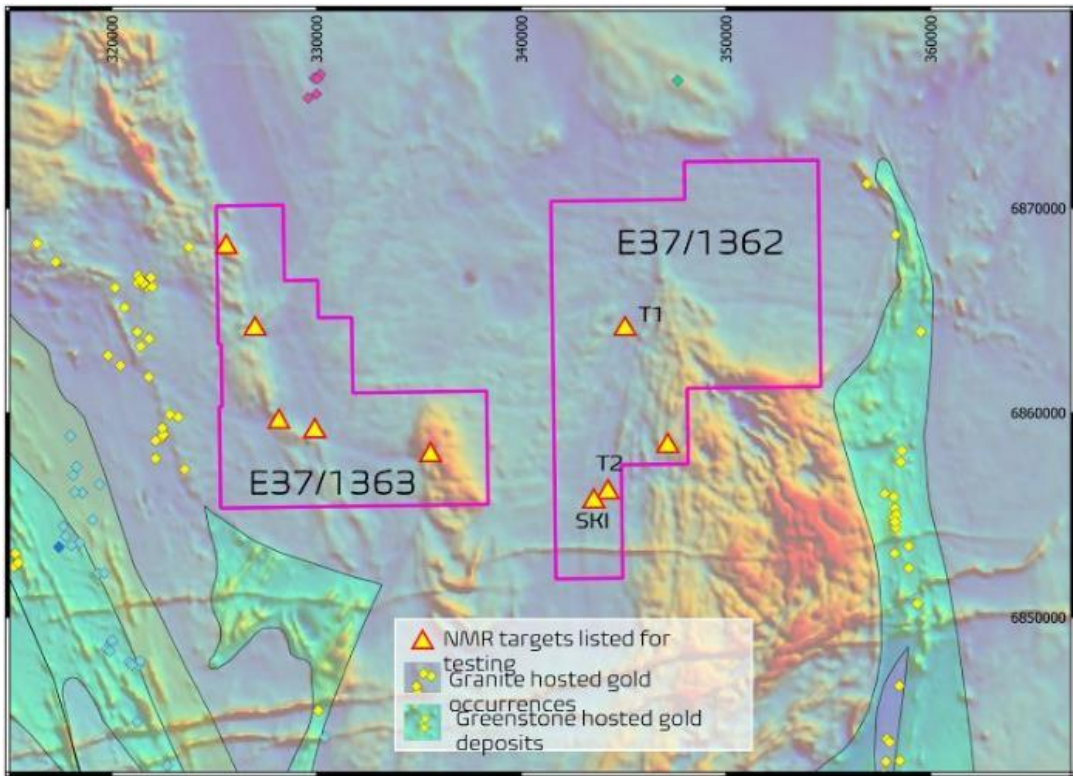 320000
330000
340000
350000
360000
6870000
E37/1362
T1
6860000
T2
E37/1363
SKI
6850000
NMR targets listed for
testing
Granite hosted gold
occurrences
Greenstone hosted gold
deposits